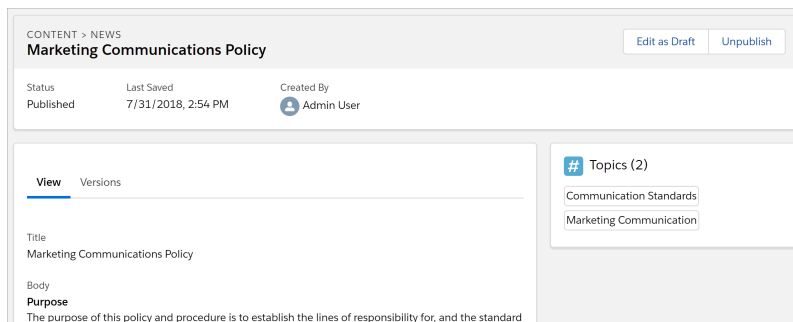 CONTENT > NEWS
Marketing Communications Policy
Edit as Draft
Unpublish
Status
Last Saved
Created By
Published
7/31/2018, 2:54 PM
Admin User
View
Versions
# Topics (2)
Communication Standards
Marketing Communication
Title
Marketing Communications Policy
Body
Purpose
The purpose of this policy and procedure is to establish the lines of responsibility for, and the standard